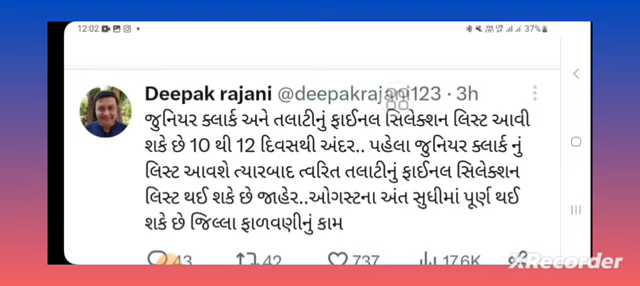 12:02
37%
Deepak rajani @deepakrajani123 · 3h
જુનિયર ક્લાર્ક અને તલાટીનું ફાઈનલ સિલેક્શન લિસ્ટ આવી
શકે છે 10 થી 12 દિવસથી અંદર.. પહેલા જુનિયર ક્લાર્ક નું
લિસ્ટ આવશે ત્યારબાદ ત્વરિત તલાટીનું ફાઈનલ સિલેક્શન
લિસ્ટ થઈ શકે છે જાહેર..ઓગસ્ટના અંત સુધીમાં પૂર્ણ થઈ
શકે છે જિલ્લા ફાળવણીનું કામ
43 42 737 17.6K
XRecorder